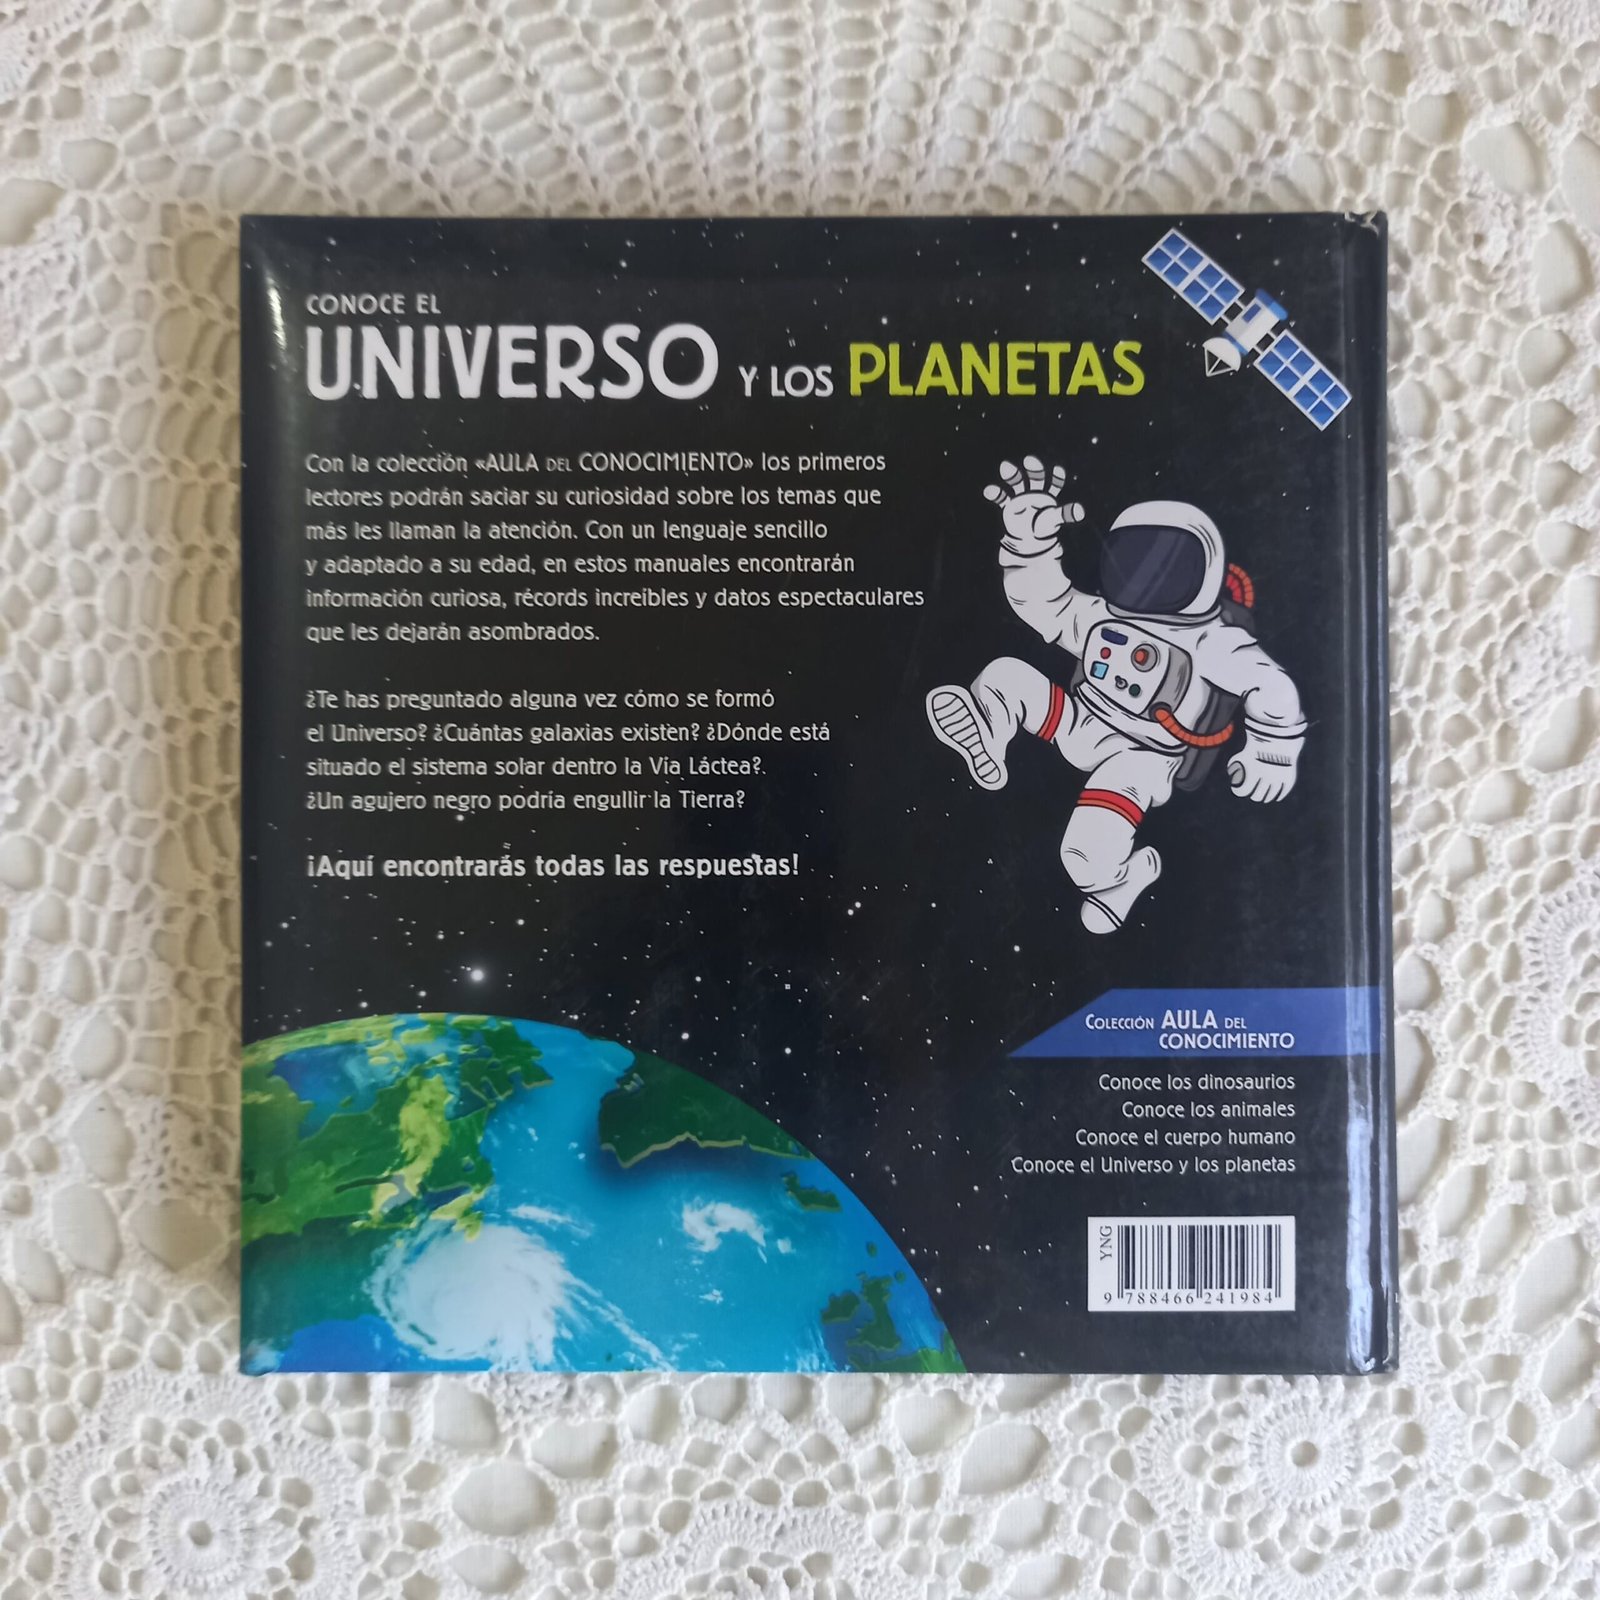 CONOCE EL
UNIVERSO Y LOS PLANETAS
Con la colección «AULA DEL CONOCIMIENTO» los primeros
lectores podrán saciar su curiosidad sobre los temas que
más les llaman la atención. Con un lenguaje sencillo
y adaptado a su edad, en estos manuales encontrarán
información curiosa, récords increíbles y datos espectaculares
que les dejarán asombrados.
¿Te has preguntado alguna vez cómo se formó
el Universo? ¿Cuántas galaxias existen? ¿Dónde está
situado el sistema solar dentro la Vía Láctea?
¿Un agujero negro podría engullir la Tierra?
¡Aquí encontrarás todas las respuestas!
COLECCIÓN AULA DEL
CONOCIMIENTO
Conoce los dinosaurios
Conoce los animales
Conoce el cuerpo humano
Conoce el Universo y los planetas
YNG
9 788466 241984